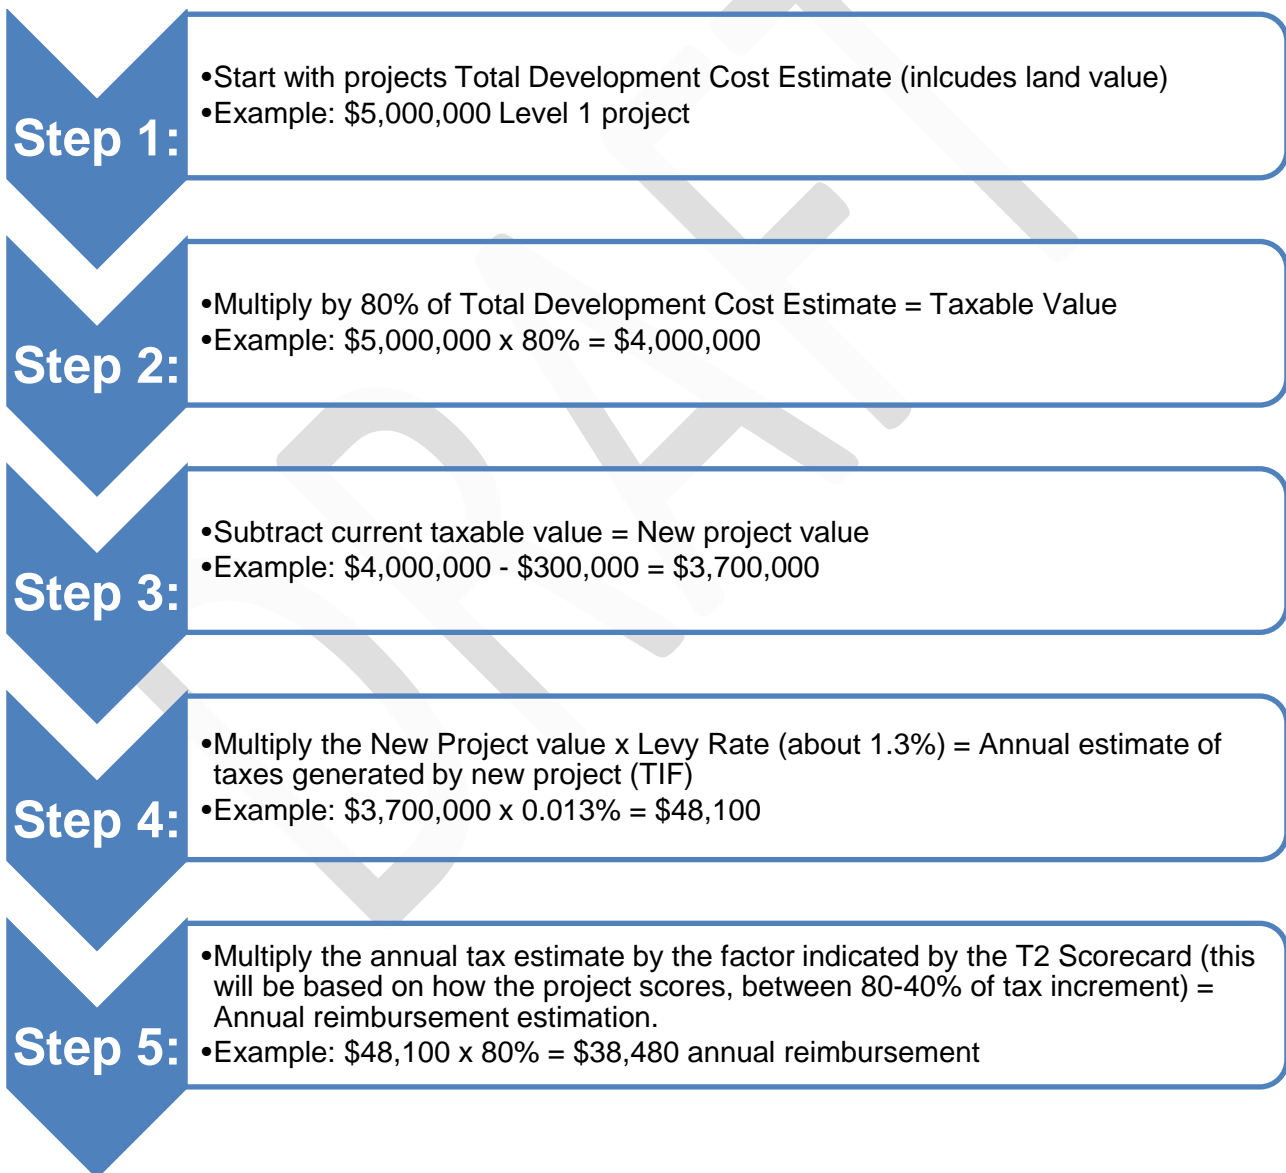 Step 1:
•Start with projects Total Development Cost Estimate (inlcudes land value)
•Example: $5,000,000 Level 1 project
Step 2:
•Multiply by 80% of Total Development Cost Estimate = Taxable Value
•Example: $5,000,000 x 80% = $4,000,000
Step 3:
•Subtract current taxable value = New project value
•Example: $4,000,000 - $300,000 = $3,700,000
Step 4:
•Multiply the New Project value x Levy Rate (about 1.3%) = Annual estimate of
taxes generated by new project (TIF)
•Example: $3,700,000 x 0.013% = $48,100
Step 5:
•Multiply the annual tax estimate by the factor indicated by the T2 Scorecard (this
will be based on how the project scores, between 80-40% of tax increment) =
Annual reimbursement estimation.
•Example: $48,100 x 80% = $38,480 annual reimbursement
DRAFT